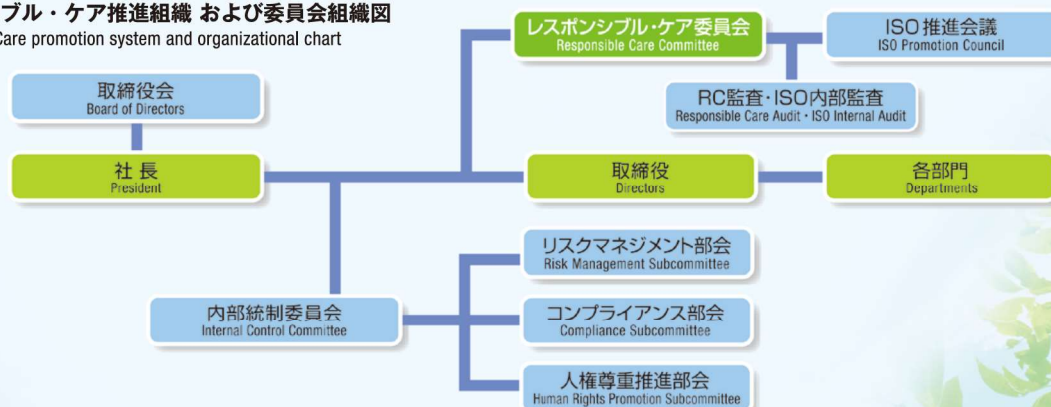 ブル・ケア推進組織 および委員会組織図
Care promotion system and organizational chart
レスポンシブル・ケア委員会
Responsible Care Committee
ISO 推進会議
ISO Promotion Council
取締役会
Board of Directors
RC監査・ISO内部監査
Responsible Care Audit・ISO Internal Audit
社 長
President
取締役
Directors
各部門
Departments
リスクマネジメント部会
Risk Management Subcommittee
内部統制委員会
Internal Control Committee
コンプライアンス部会
Compliance Subcommittee
人権尊重推進部会
Human Rights Promotion Subcommittee